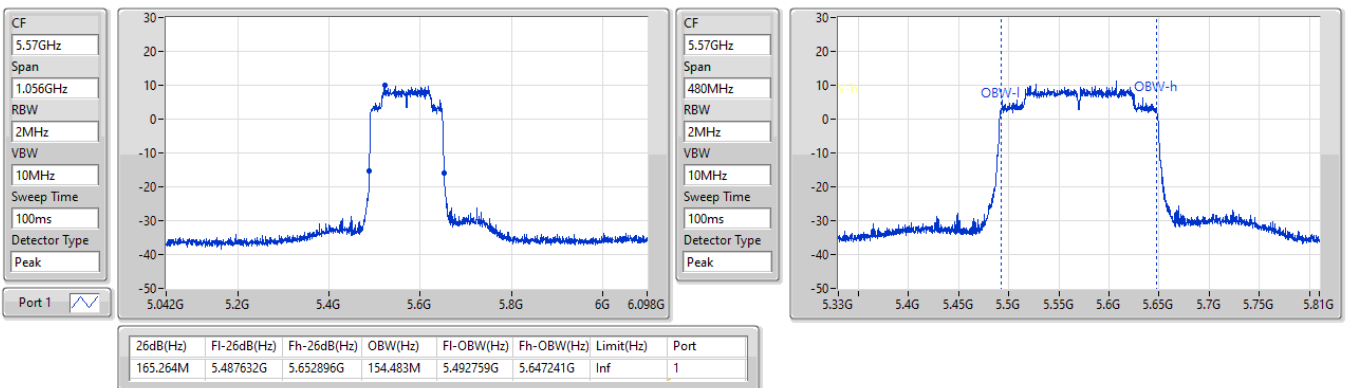 CF
5.57GHz
Span
1.056GHz
RBW
2MHz
VBW
10MHz
Sweep Time
100ms
Detector Type
Peak
Port 1
30
20
10
0
-10
-20
-30
-40
-50
5.042G 5.2G 5.4G 5.6G 5.8G 6G 6.098G
CF
5.57GHz
Span
480MHz
RBW
2MHz
VBW
10MHz
Sweep Time
100ms
Detector Type
Peak
30
20
10
0
-10
-20
-30
-40
-50
OBW-l OBW-h
5.33G 5.4G 5.45G 5.5G 5.55G 5.6G 5.65G 5.7G 5.75G 5.81G
26dB(Hz) Fl-26dB(Hz) Fh-26dB(Hz) OBW(Hz) Fl-OBW(Hz) Fh-OBW(Hz) Limit(Hz) Port
165.264M 5.487632G 5.652896G 154.483M 5.492759G 5.647241G Inf 1